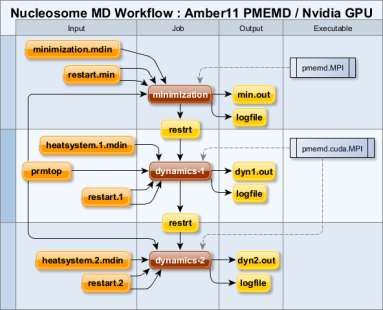 Nucleosome MD Workflow : Amber11 PMEMD / Nvidia GPU
Input Job Output Executable
minimization.mdin
restart.min
pmemd.MPI
minimization
min.out
logfile
restrt
heatsystem.1.mdin
pmemd.cuda.MPI
prmtop
dynamics-1
dyn1.out
restart.1
logfile
restrt
heatsystem.2.mdin
dynamics-2
dyn2.out
restart.2
logfile